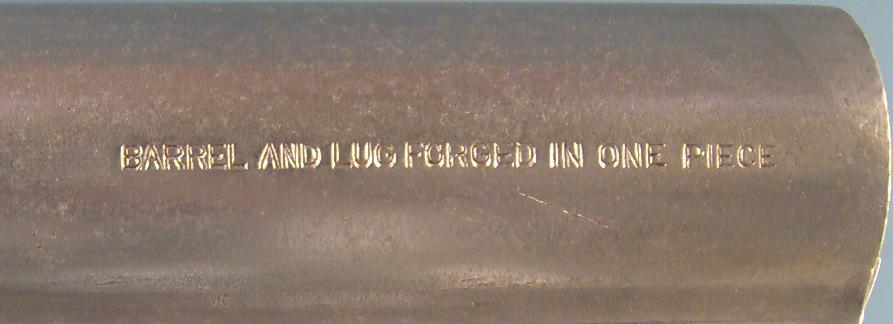 BARREL AND LUG FORGED IN ONE PIECE